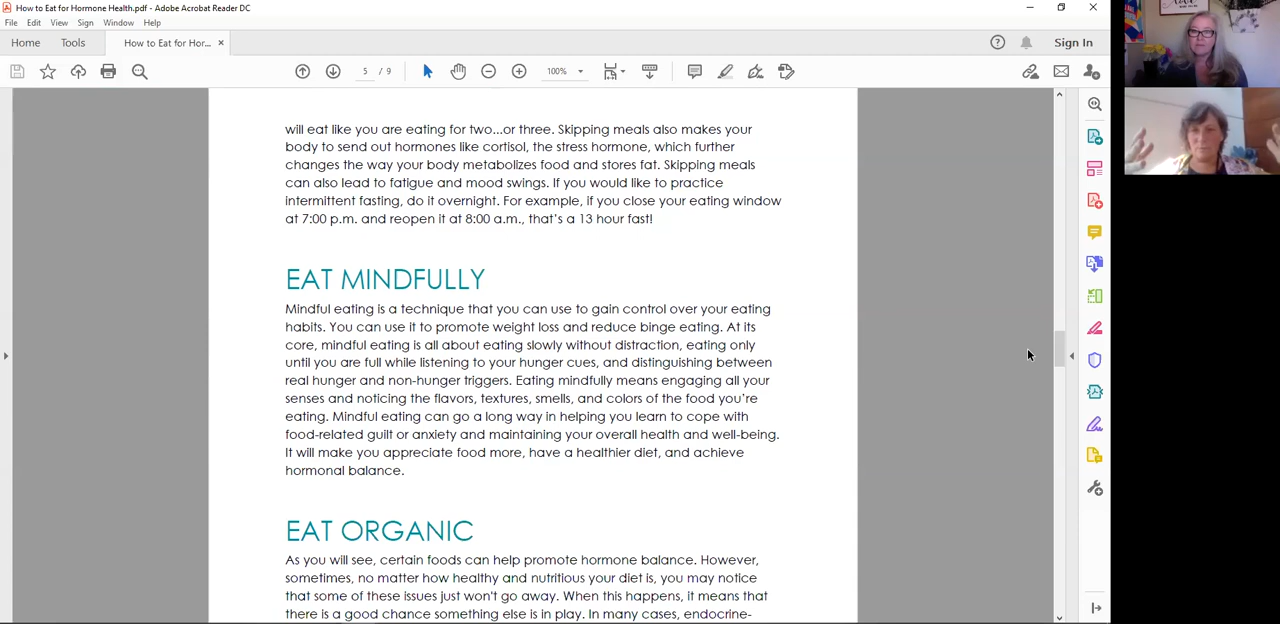 How to Eat for Hormone Health.pdf - Adobe Acrobat Reader DC
File Edit View Sign Window Help
Home Tools How to Eat for Hor... × Sign In
5 / 9 100%
will eat like you are eating for two...or three. Skipping meals also makes your
body to send out hormones like cortisol, the stress hormone, which further
changes the way your body metabolizes food and stores fat. Skipping meals
can also lead to fatigue and mood swings. If you would like to practice
intermittent fasting, do it overnight. For example, if you close your eating window
at 7:00 p.m. and reopen it at 8:00 a.m., that's a 13 hour fast!
EAT MINDFULLY
Mindful eating is a technique that you can use to gain control over your eating
habits. You can use it to promote weight loss and reduce binge eating. At its
core, mindful eating is all about eating slowly without distraction, eating only
until you are full while listening to your hunger cues, and distinguishing between
real hunger and non-hunger triggers. Eating mindfully means engaging all your
senses and noticing the flavors, textures, smells, and colors of the food you're
eating. Mindful eating can go a long way in helping you learn to cope with
food-related guilt or anxiety and maintaining your overall health and well-being.
It will make you appreciate food more, have a healthier diet, and achieve
hormonal balance.
EAT ORGANIC
As you will see, certain foods can help promote hormone balance. However,
sometimes, no matter how healthy and nutritious your diet is, you may notice
that some of these issues just won't go away. When this happens, it means that
there is a good chance something else is in play. In many cases, endocrine-